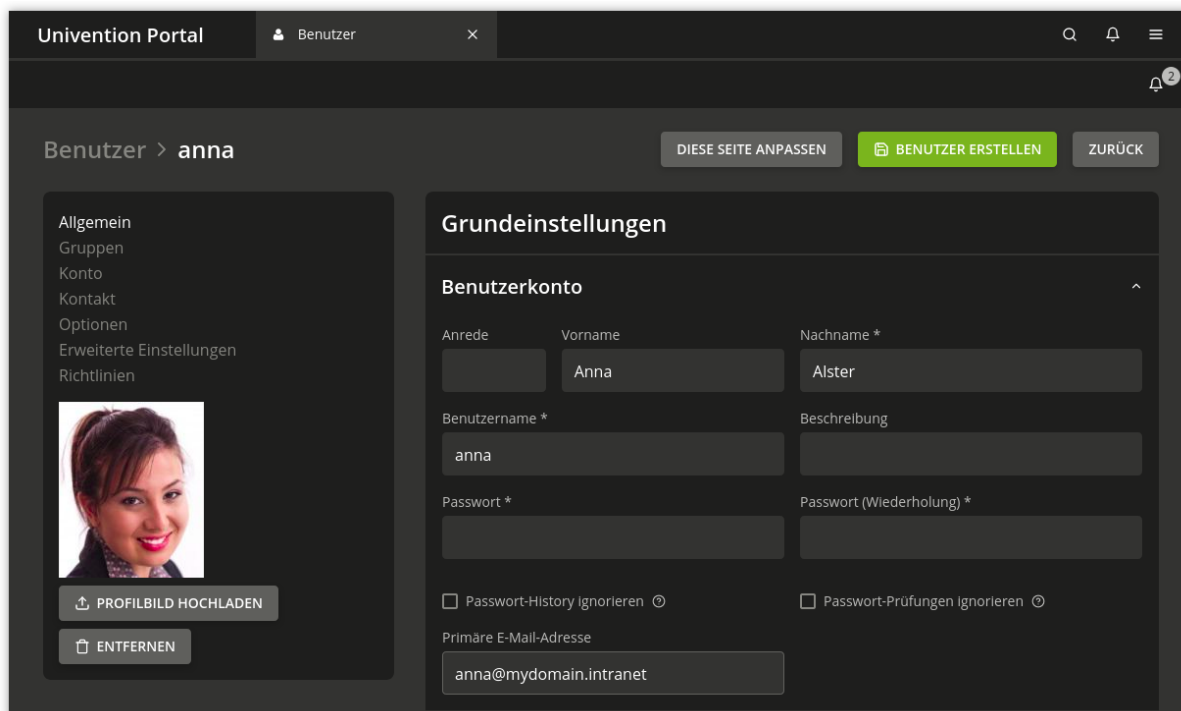 Univention Portal Benutzer
2
Benutzer > anna
DIESE SEITE ANPASSEN BENUTZER ERSTELLEN ZURÜCK
Allgemein
Gruppen
Konto
Kontakt
Optionen
Erweiterte Einstellungen
Richtlinien
PROFILBILD HOCHLADEN
ENTFERNEN
Grundeinstellungen
Benutzerkonto
Anrede Vorname Nachname *
Anna Alster
Benutzername * Beschreibung
anna
Passwort * Passwort (Wiederholung) *
Passwort-History ignorieren Passwort-Prüfungen ignorieren
Primäre E-Mail-Adresse
anna@mydomain.intranet